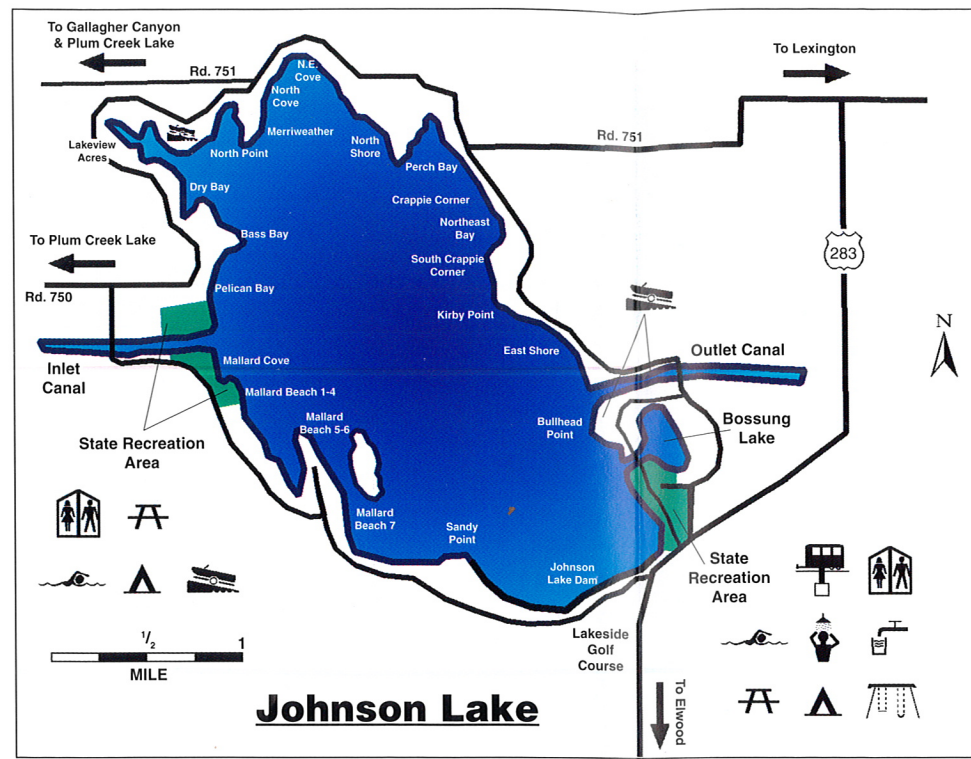 To Gallagher Canyon
& Plum Creek Lake
To Lexington
Rd. 751
N.E.
Cove
North
Cove
Merriweather
Lakeview
Acres
North Point
North
Shore
Rd. 751
Perch Bay
Dry Bay
Crappie Corner
Northeast
Bay
Bass Bay
To Plum Creek Lake
283
South Crappie
Corner
Rd. 750
Pelican Bay
Kirby Point
N
East Shore
Outlet Canal
Inlet
Canal
Mallard Cove
Mallard Beach 1-4
Mallard
Beach 5-6
Bullhead
Point
Bossung
Lake
State Recreation
Area
Mallard
Beach 7
Sandy
Point
State
Recreation
Area
Johnson
Lake Dam
1/2
1
MILE
Lakeside
Golf
Course
To Elwood
Johnson Lake